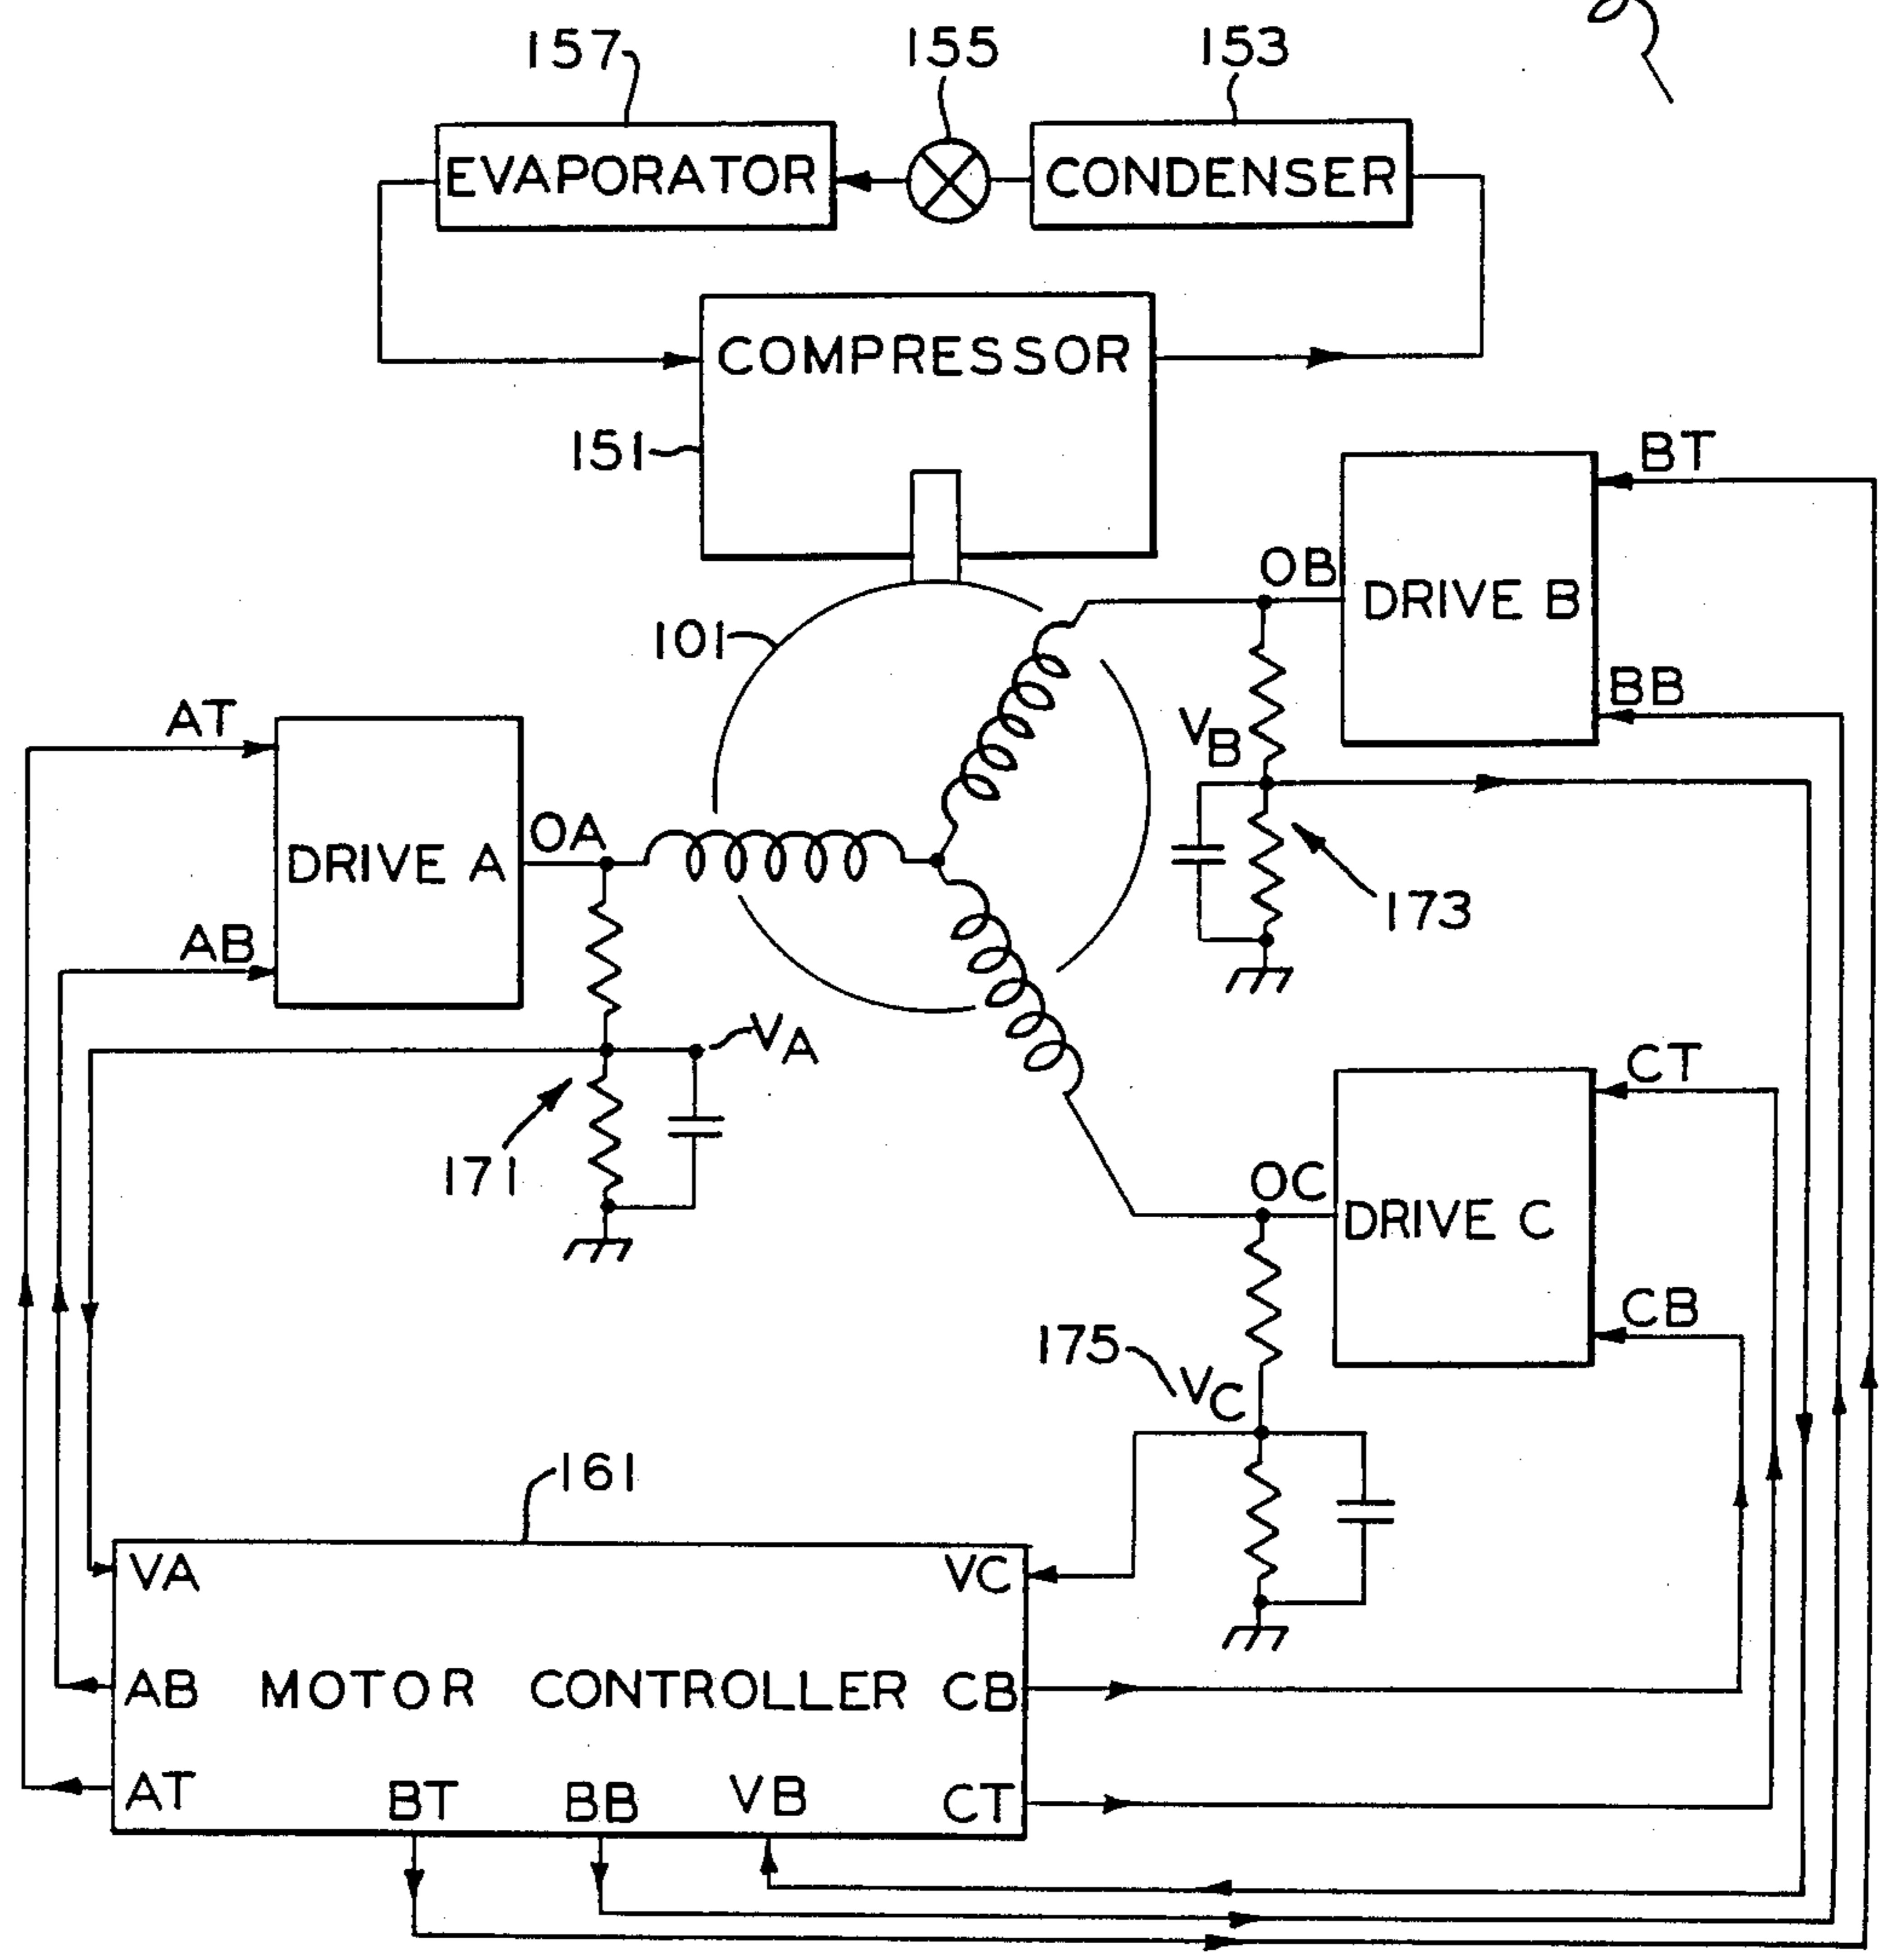 157
155
153
EVAPORATOR
CONDENSER
COMPRESSOR
151
BT
OB
DRIVE B
101
BB
AT
VB
OA
DRIVE A
173
AB
VA
CT
171
OC
DRIVE C
CB
175
VC
161
VA
VC
AB
MOTOR CONTROLLER
CB
AT
BT
BB
VB
CT